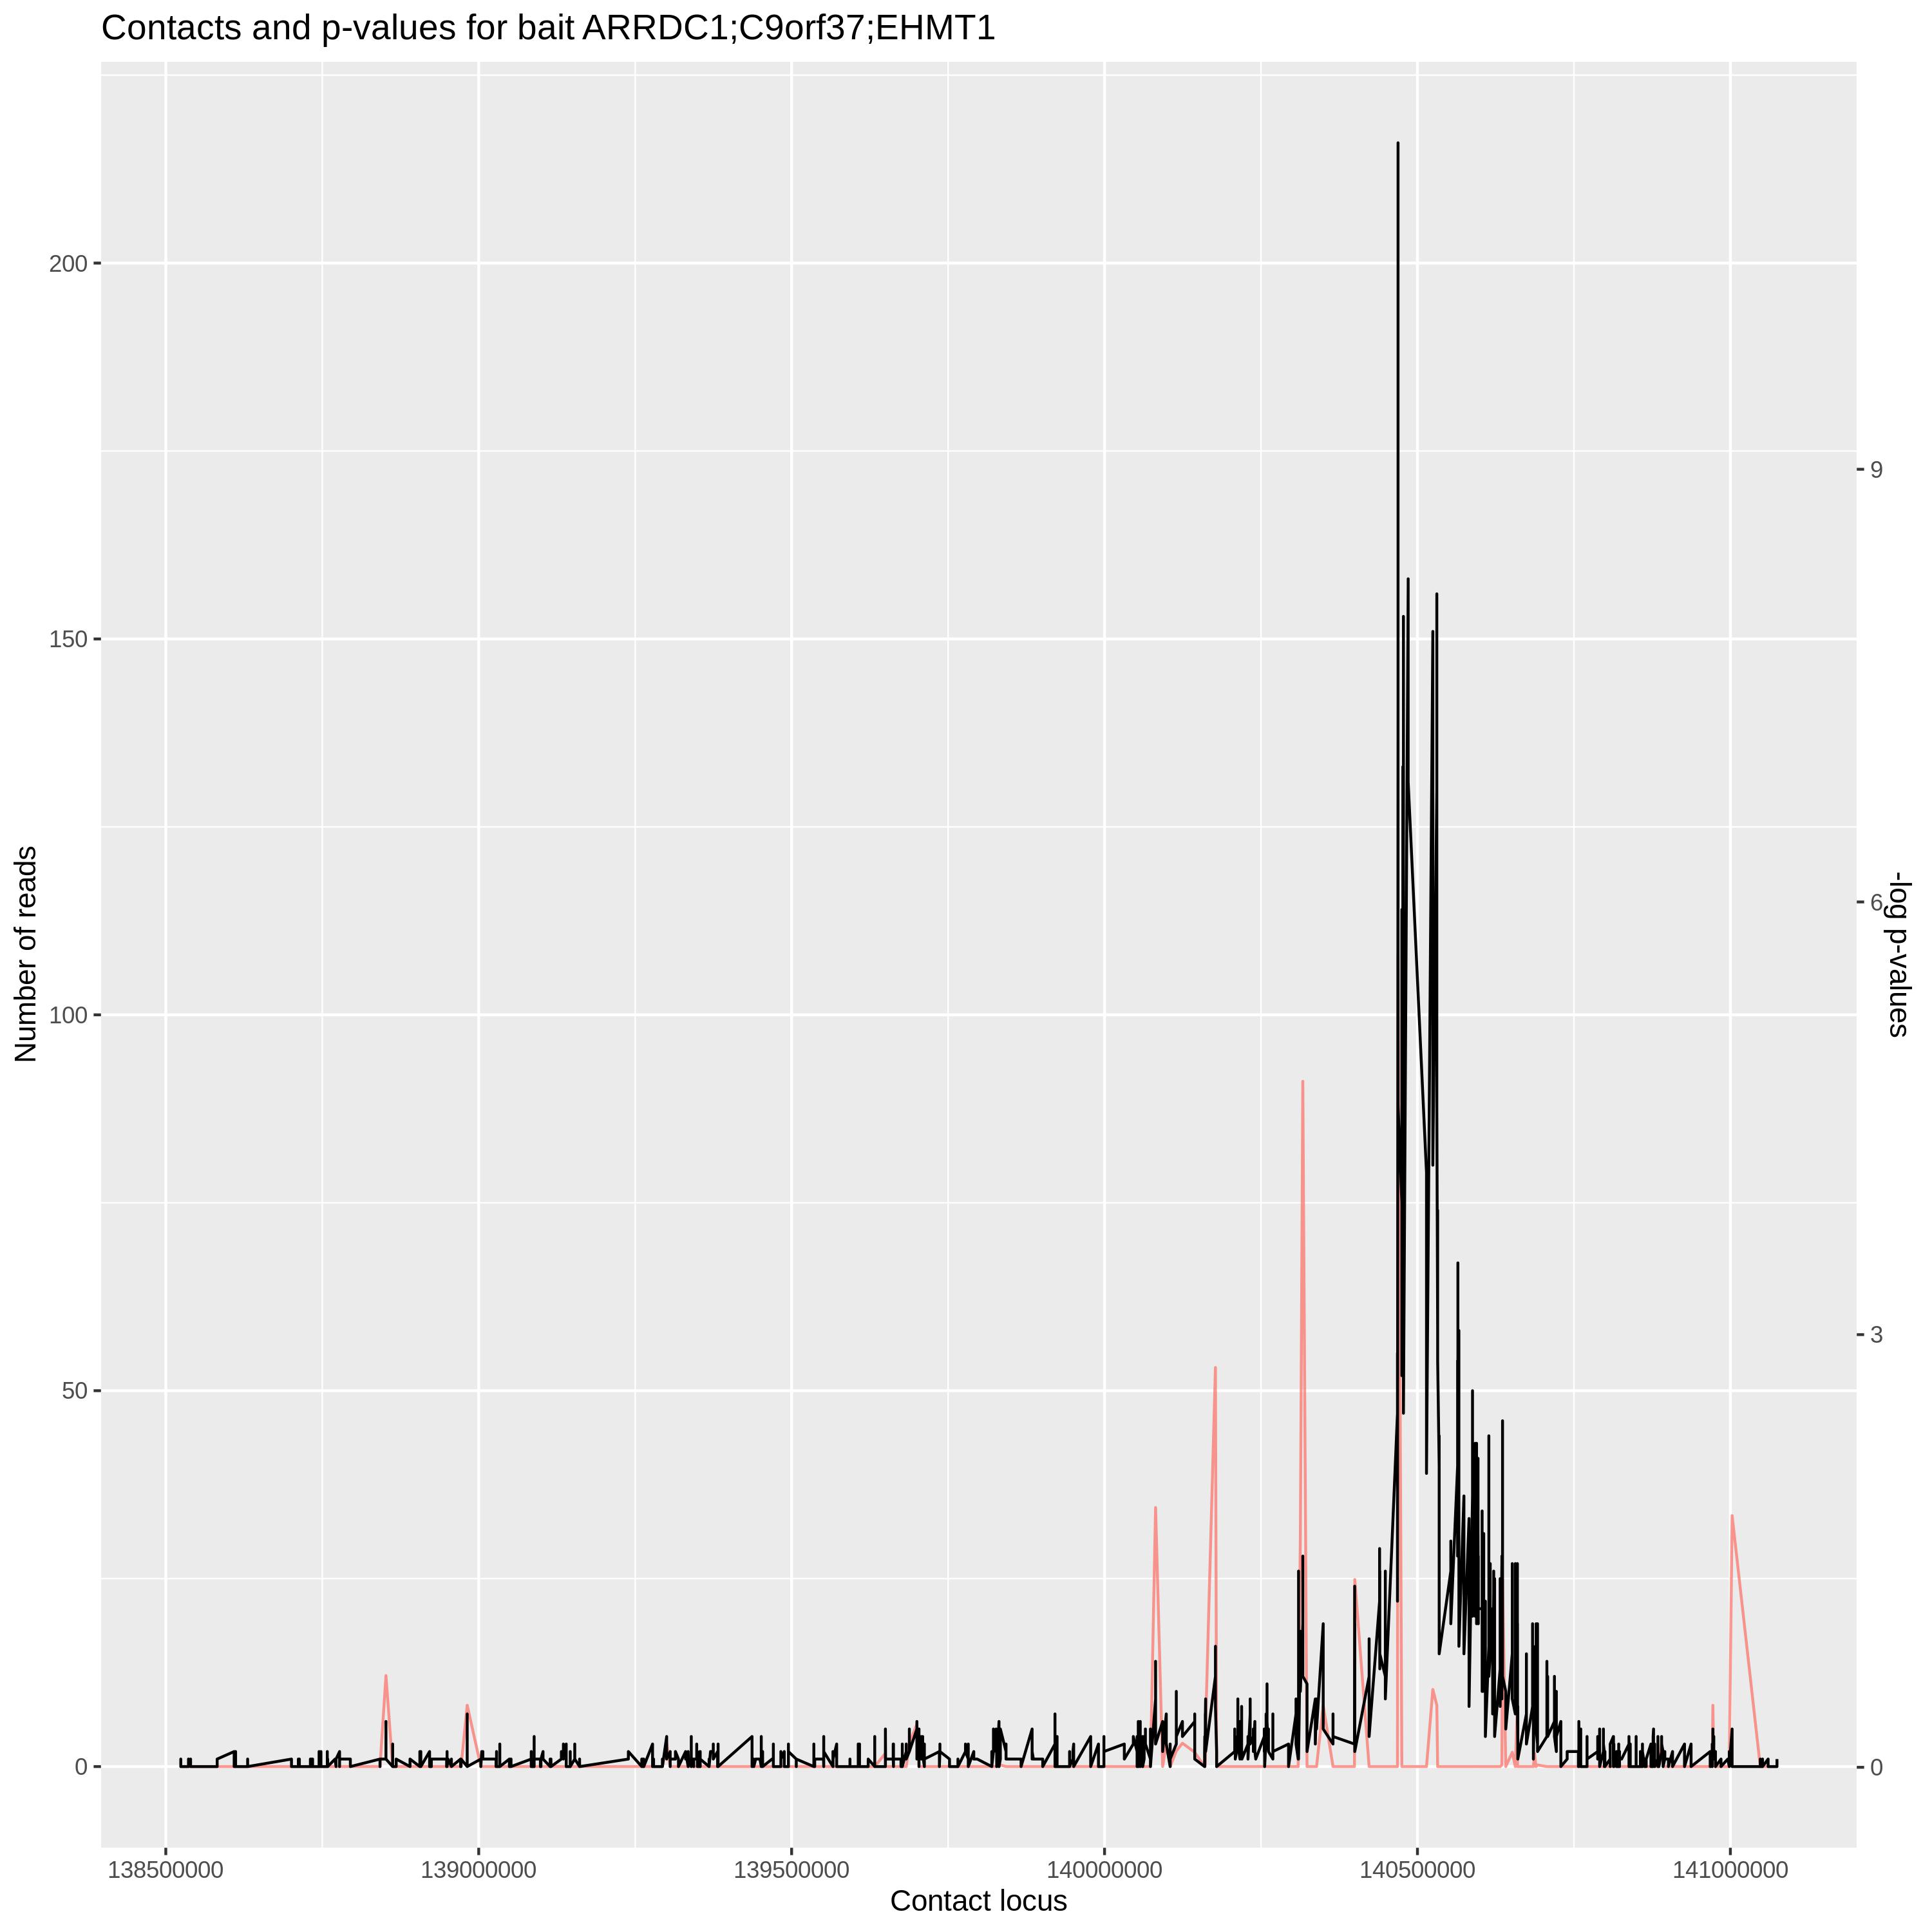 Contacts and p-values for bait ARRDC1;C9orf37;EHMT1
200
150
100
50
0
Number of reads
9
6
3
0
-log p-values
138500000 139000000 139500000 140000000 140500000 141000000
Contact locus